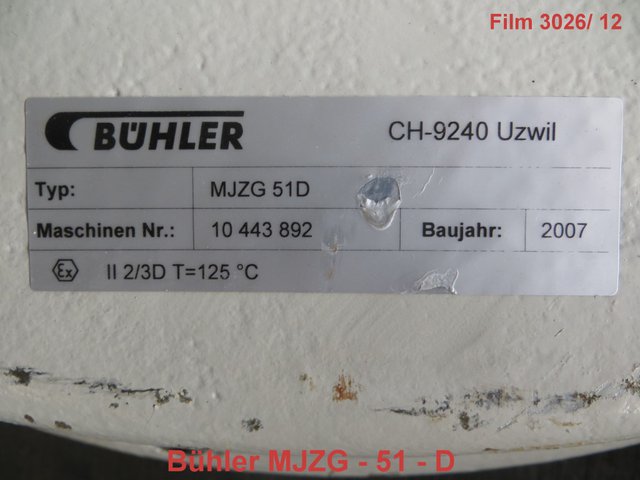 Film 3026/ 12
BÜHLER CH-9240 Uzwil
Typ: MJZG 51D
Maschinen Nr.: 10 443 892 Baujahr: 2007
Ex II 2/3D T=125 °C
Bühler MJZG - 51 - D